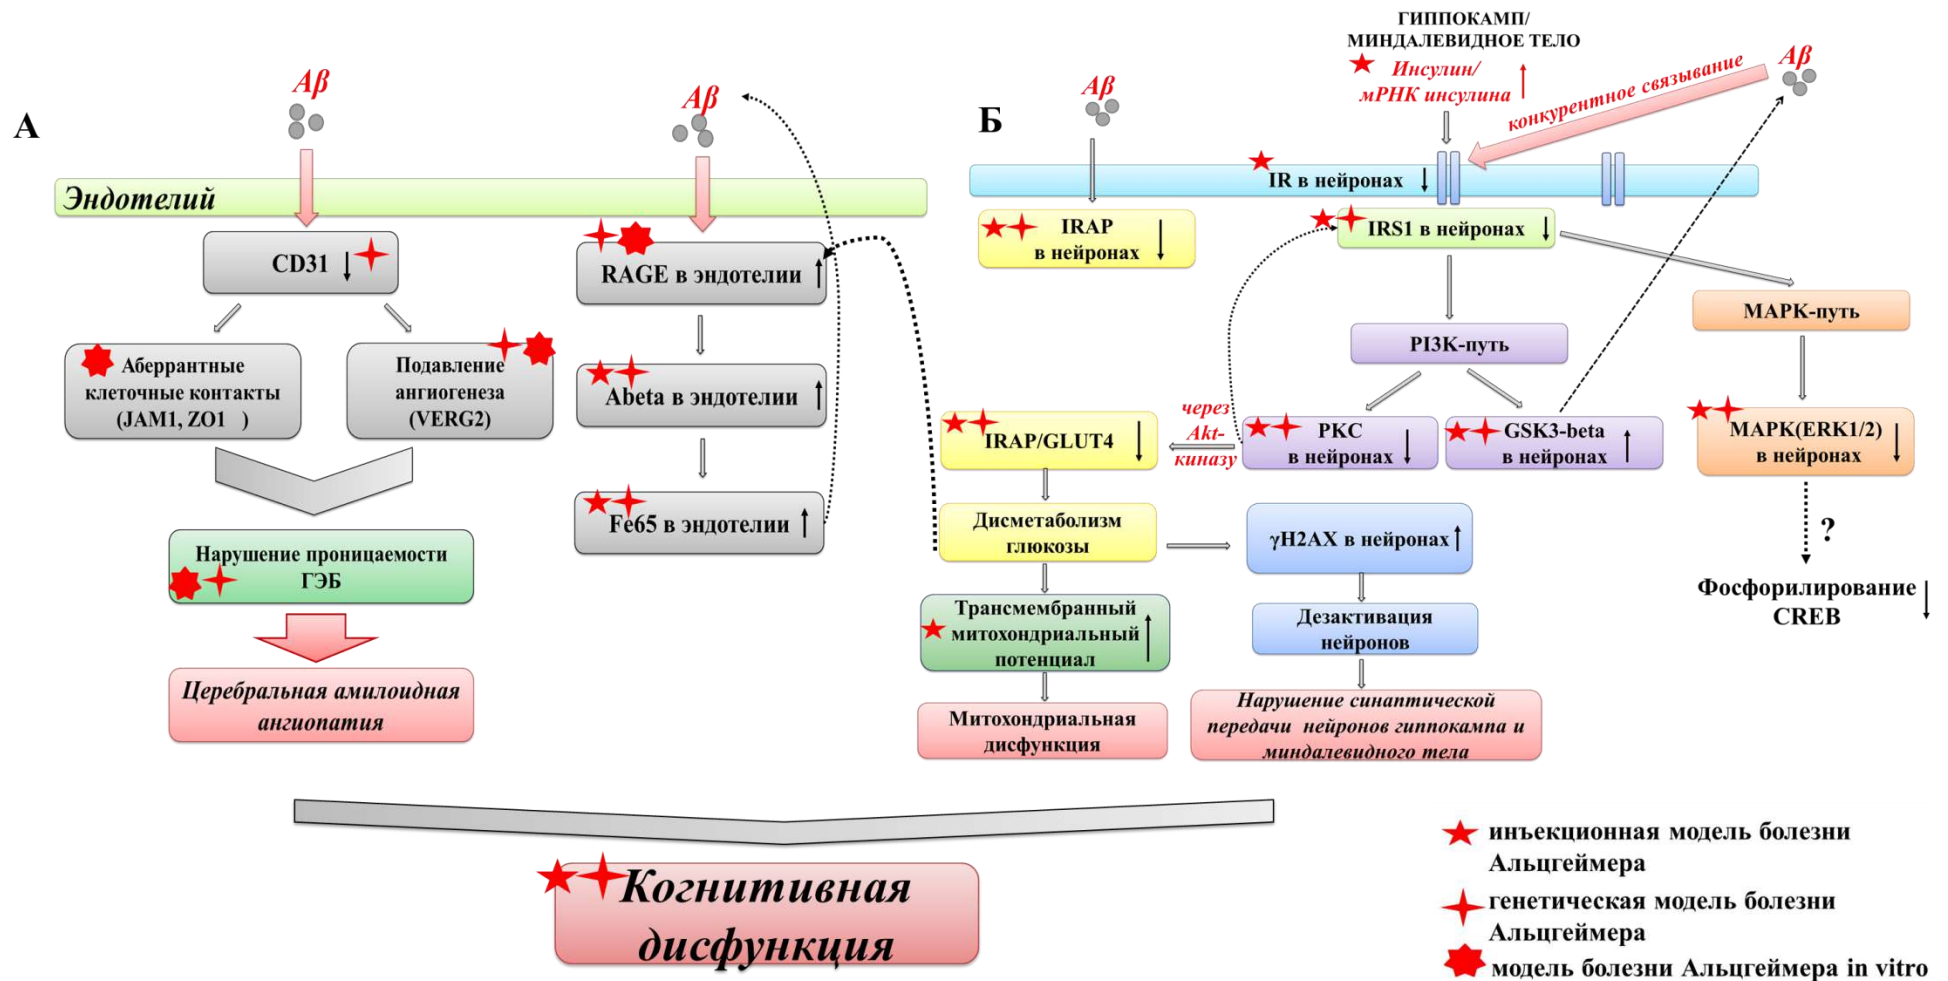 А
Aβ
Aβ
Эндотелий
CD31
RAGE в эндотелии
Аберрантные
клеточные контакты
(JAM1, ZO1 )
Подавление
ангиогенеза
(VERG2)
Abeta в эндотелии
Fe65 в эндотелии
Нарушение проницаемости
ГЭБ
Церебральная амилоидная
ангиопатия
Б
Aβ
ГИППОКАМП/
МИНДАЛЕВИДНОЕ ТЕЛО
Инсулин/
мРНК инсулина
конкурентное связывание
Aβ
IR в нейронах
IRAP
в нейронах
IRS1 в нейронах
PI3K-путь
MAPK-путь
через
Akt-
киназу
IRAP/GLUT4
PKC
в нейронах
GSK3-beta
в нейронах
MAPK(ERK1/2)
в нейронах
?
Фосфорилирование
CREB
Дисметаболизм
глюкозы
γH2AX в нейронах
Трансмембранный
митохондриальный
потенциал
Дезактивация
нейронов
Митохондриальная
дисфункция
Нарушение синаптической
передачи нейронов гиппокампа и
миндалевидного тела
Когнитивная
дисфункция
инъекционная модель болезни
Альцгеймера
генетическая модель болезни
Альцгеймера
модель болезни Альцгеймера in vitro